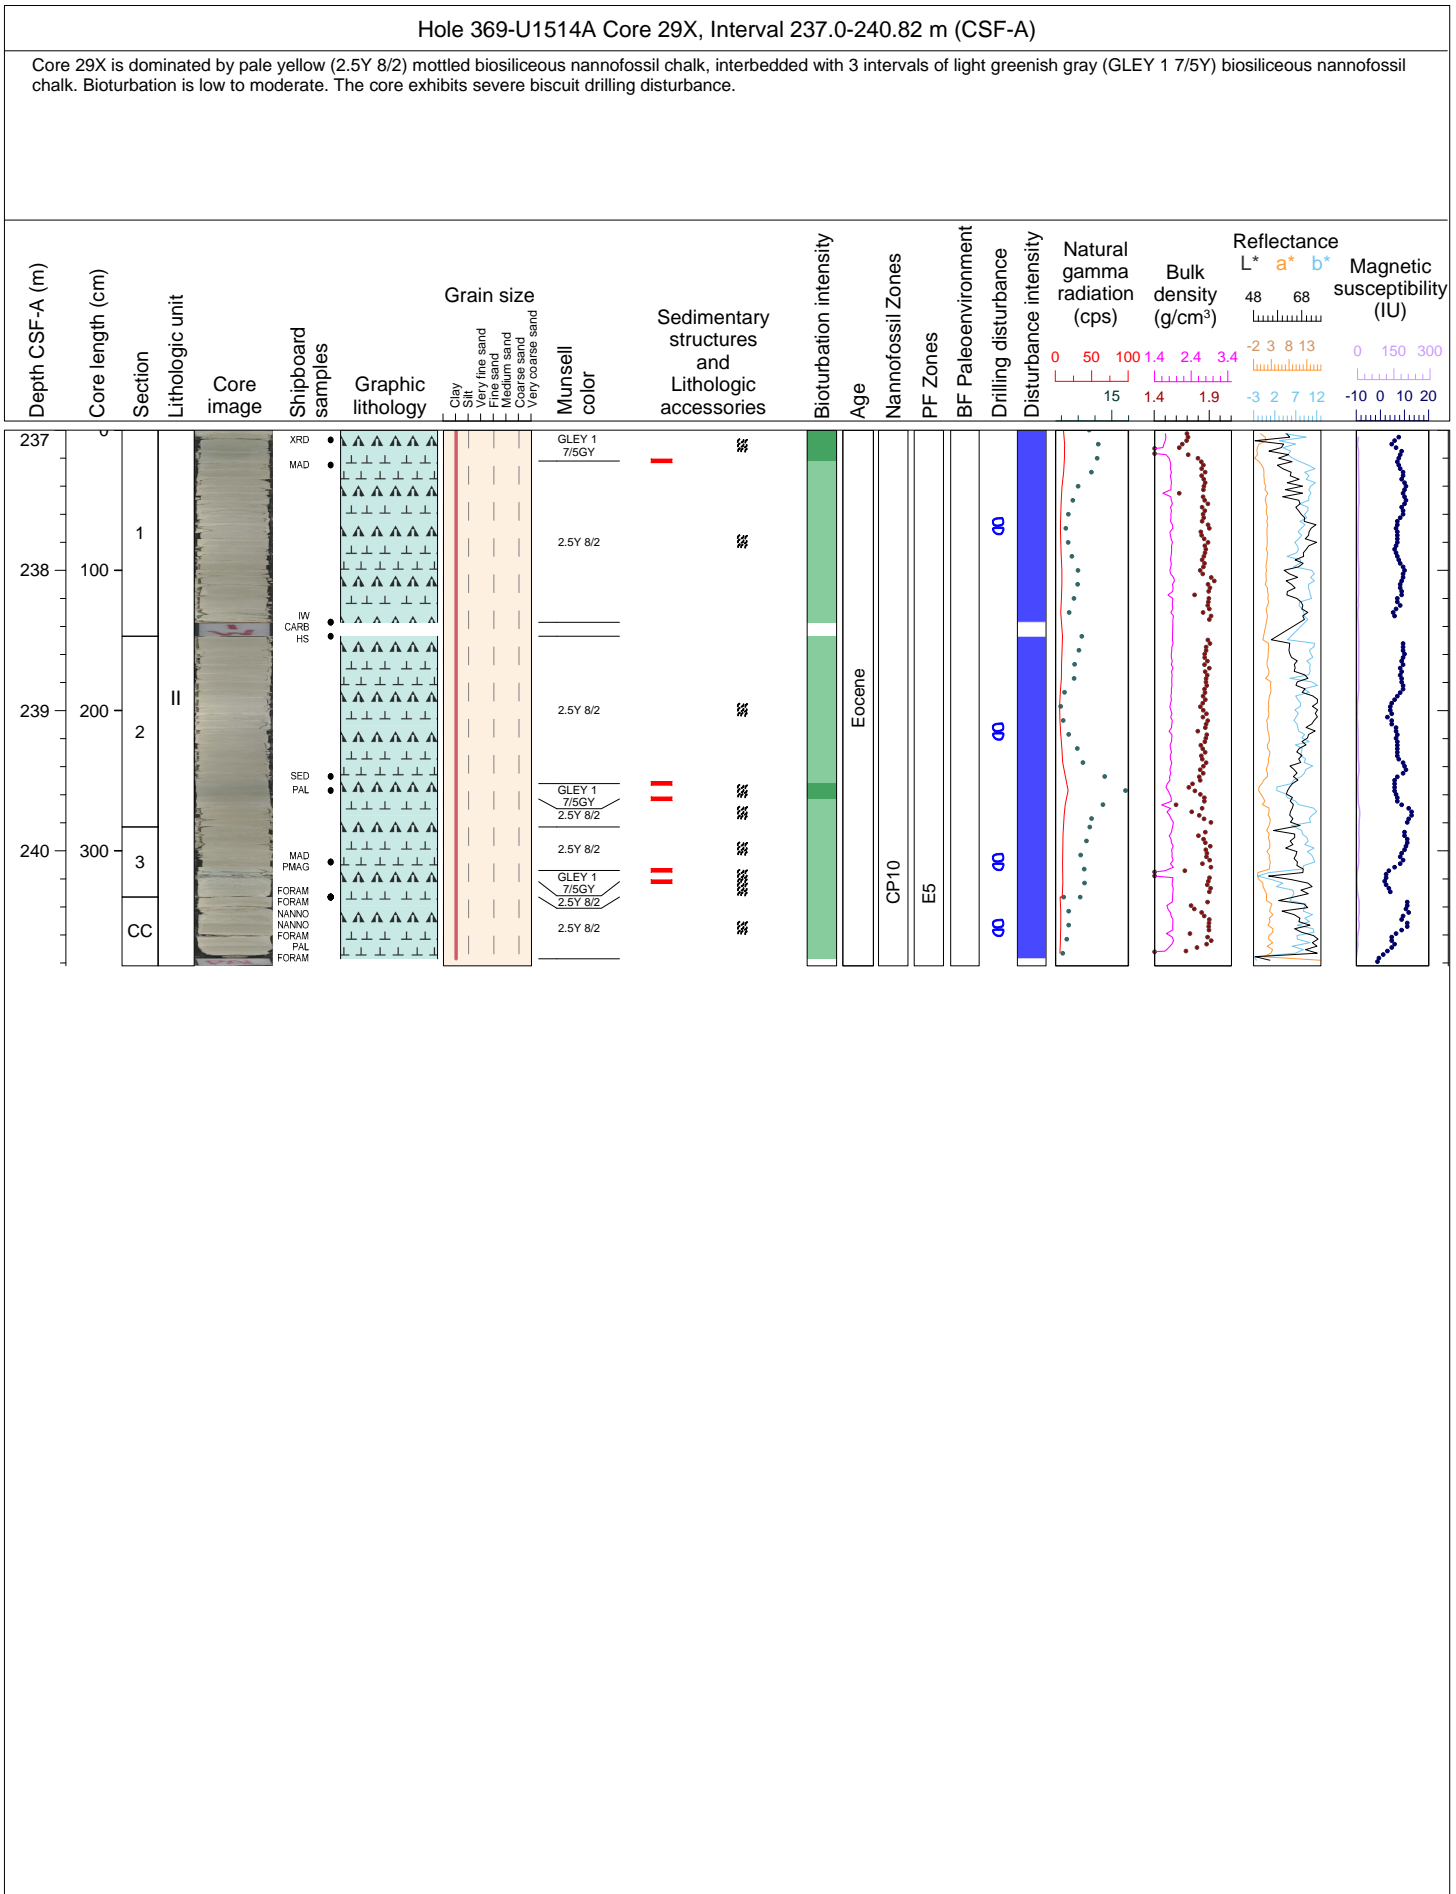 Hole 369-U1514A Core 29X, Interval 237.0-240.82 m (CSF-A)
Core 29X is dominated by pale yellow (2.5Y 8/2) mottled biosiliceous nannofossil chalk, interbedded with 3 intervals of light greenish gray (GLEY 1 7/5Y) biosiliceous nannofossil
chalk. Bioturbation is low to moderate. The core exhibits severe biscuit drilling disturbance.
Depth CSF-A (m)
Core length (cm)
Section
Lithologic unit
Core
image
Shipboard
samples
Graphic
lithology
Grain size
Clay
Silt
Very fine sand
Fine sand
Medium sand
Coarse sand
Very coarse sand
Munsell
color
Sedimentary
structures
and
Lithologic
accessories
Bioturbation intensity
Age
Nannofossil Zones
PF Zones
BF Paleoenvironment
Drilling disturbance
Disturbance intensity
Natural
gamma
radiation
(cps)
0 50 100
15
Bulk
density
(g/cm³)
1.4 2.4 3.4
1.4 1.9
Reflectance
L* a* b*
48 68
-2 3 8 13
-3 2 7 12
Magnetic
susceptibility
(IU)
0 150 300
-10 0 10 20
237
238
239
240
0
100
200
300
1
2
3
CC
II
XRD
MAD
IW
CARB
HS
SED
PAL
MAD
PMAG
FORAM
FORAM
NANNO
NANNO
FORAM
PAL
FORAM
GLEY 1
7/5GY
2.5Y 8/2
2.5Y 8/2
GLEY 1
7/5GY
2.5Y 8/2
2.5Y 8/2
GLEY 1
7/5GY
2.5Y 8/2
2.5Y 8/2
Eocene
CP10
E5